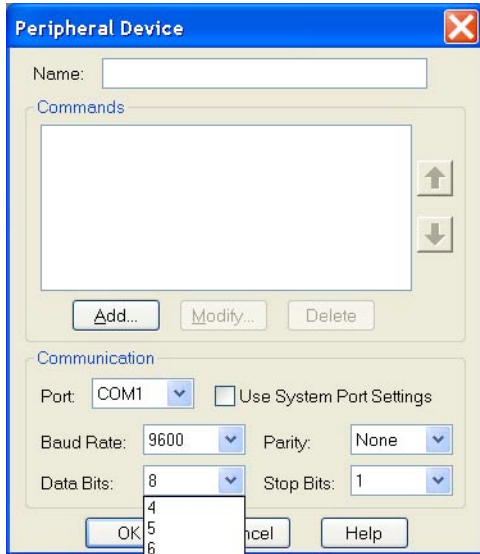 Peripheral Device
Name:
Commands
Add... Modify... Delete
Communication
Port: COM1 Use System Port Settings
Baud Rate: 9600 Parity: None
Data Bits: 8 Stop Bits: 1
4
5
6
OK Help